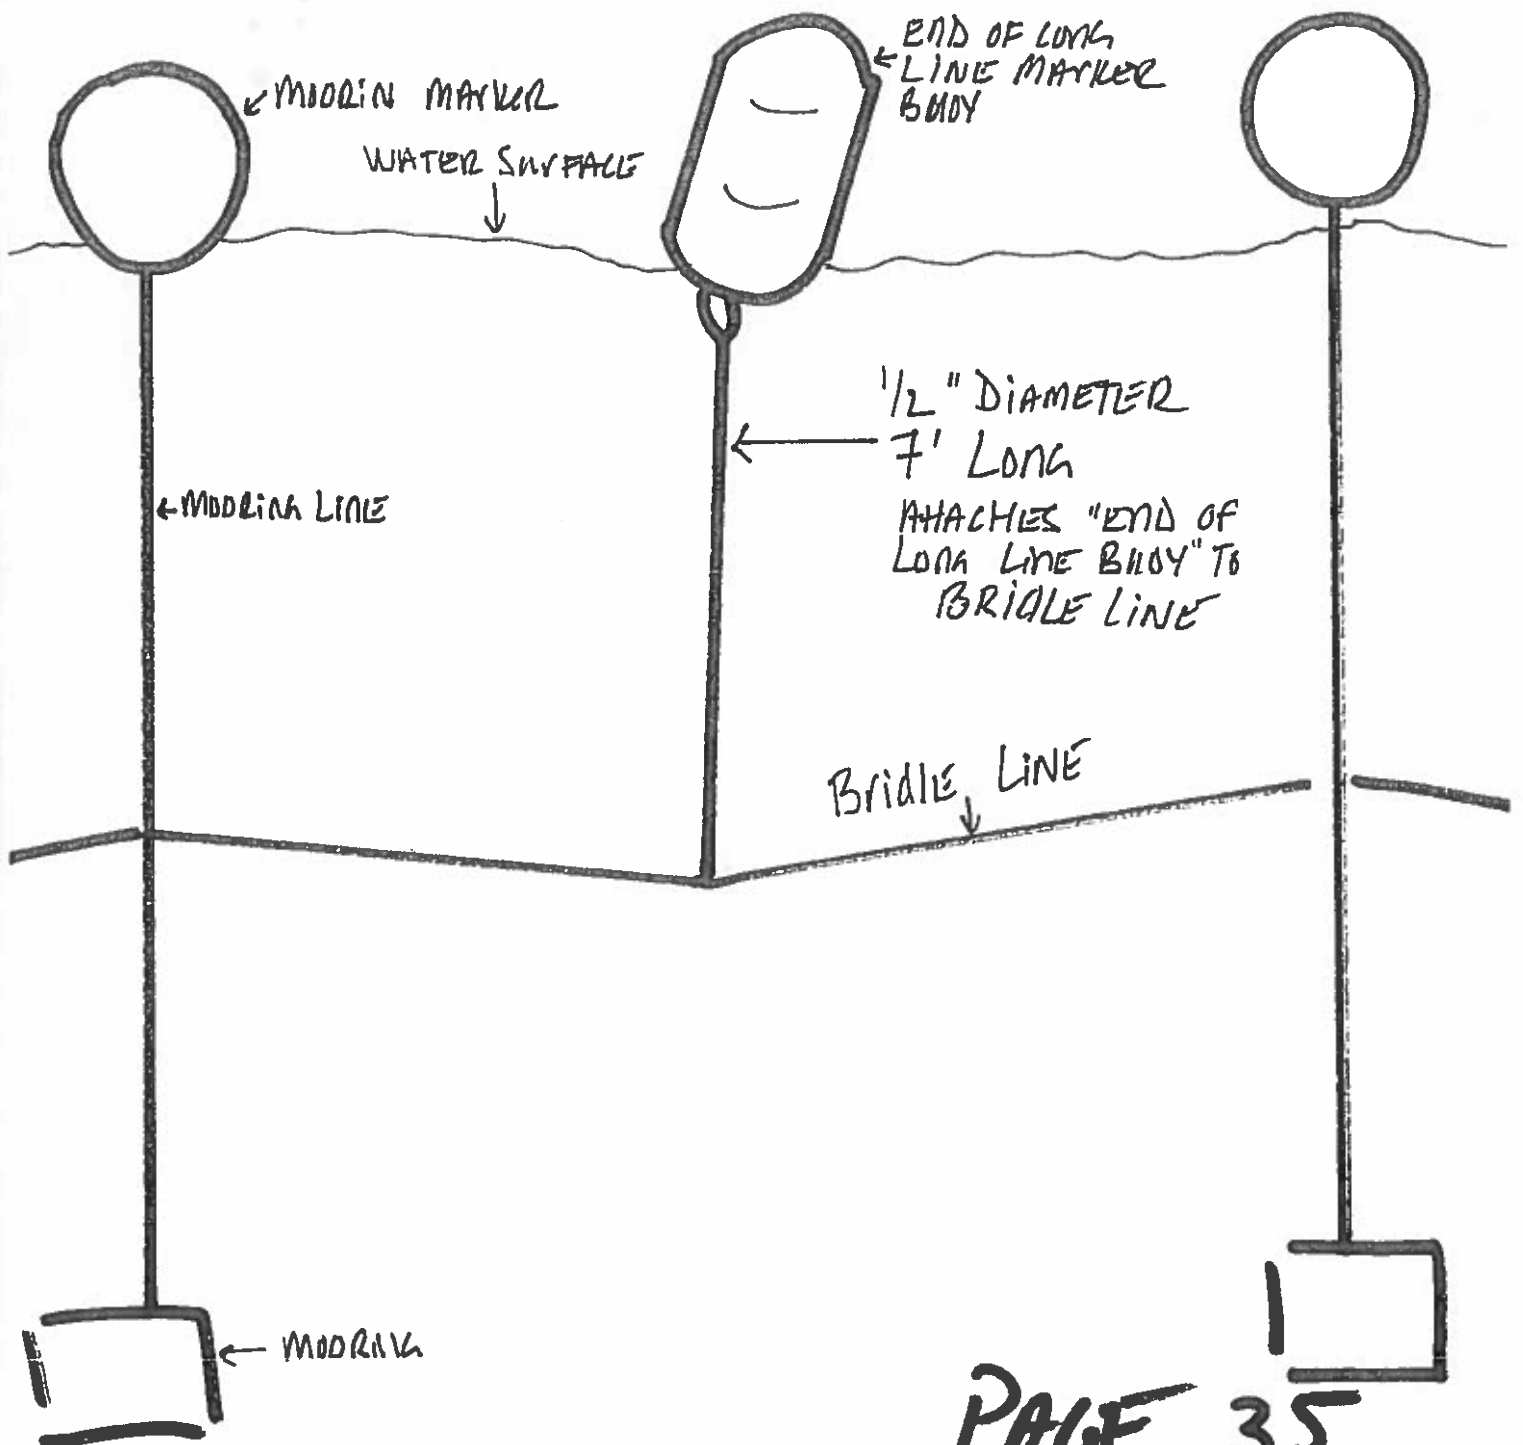 END OF LONG
LINE MARKER
BUOY
MOORIN MARKER
WATER SURFACE
1/2" DIAMETER
7' LONG
ATTACHES "END OF
LONG LINE BUOY" TO
BRIDLE LINE
MOORING LINE
Bridle LINE
MOORING
PAGE 35